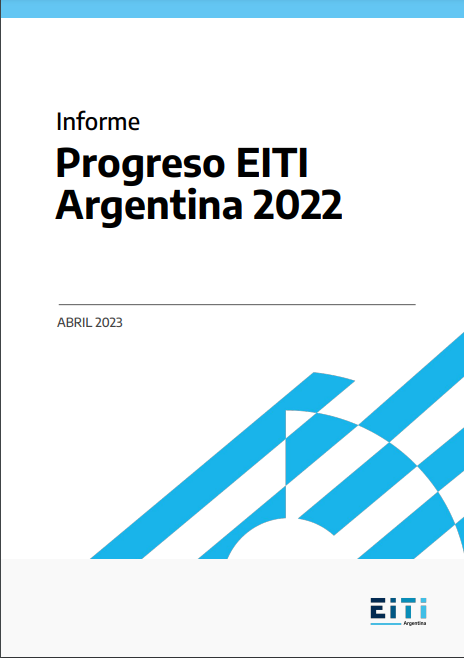 Informe
Progreso EITI
Argentina 2022
ABRIL 2023
EITI
Argentina